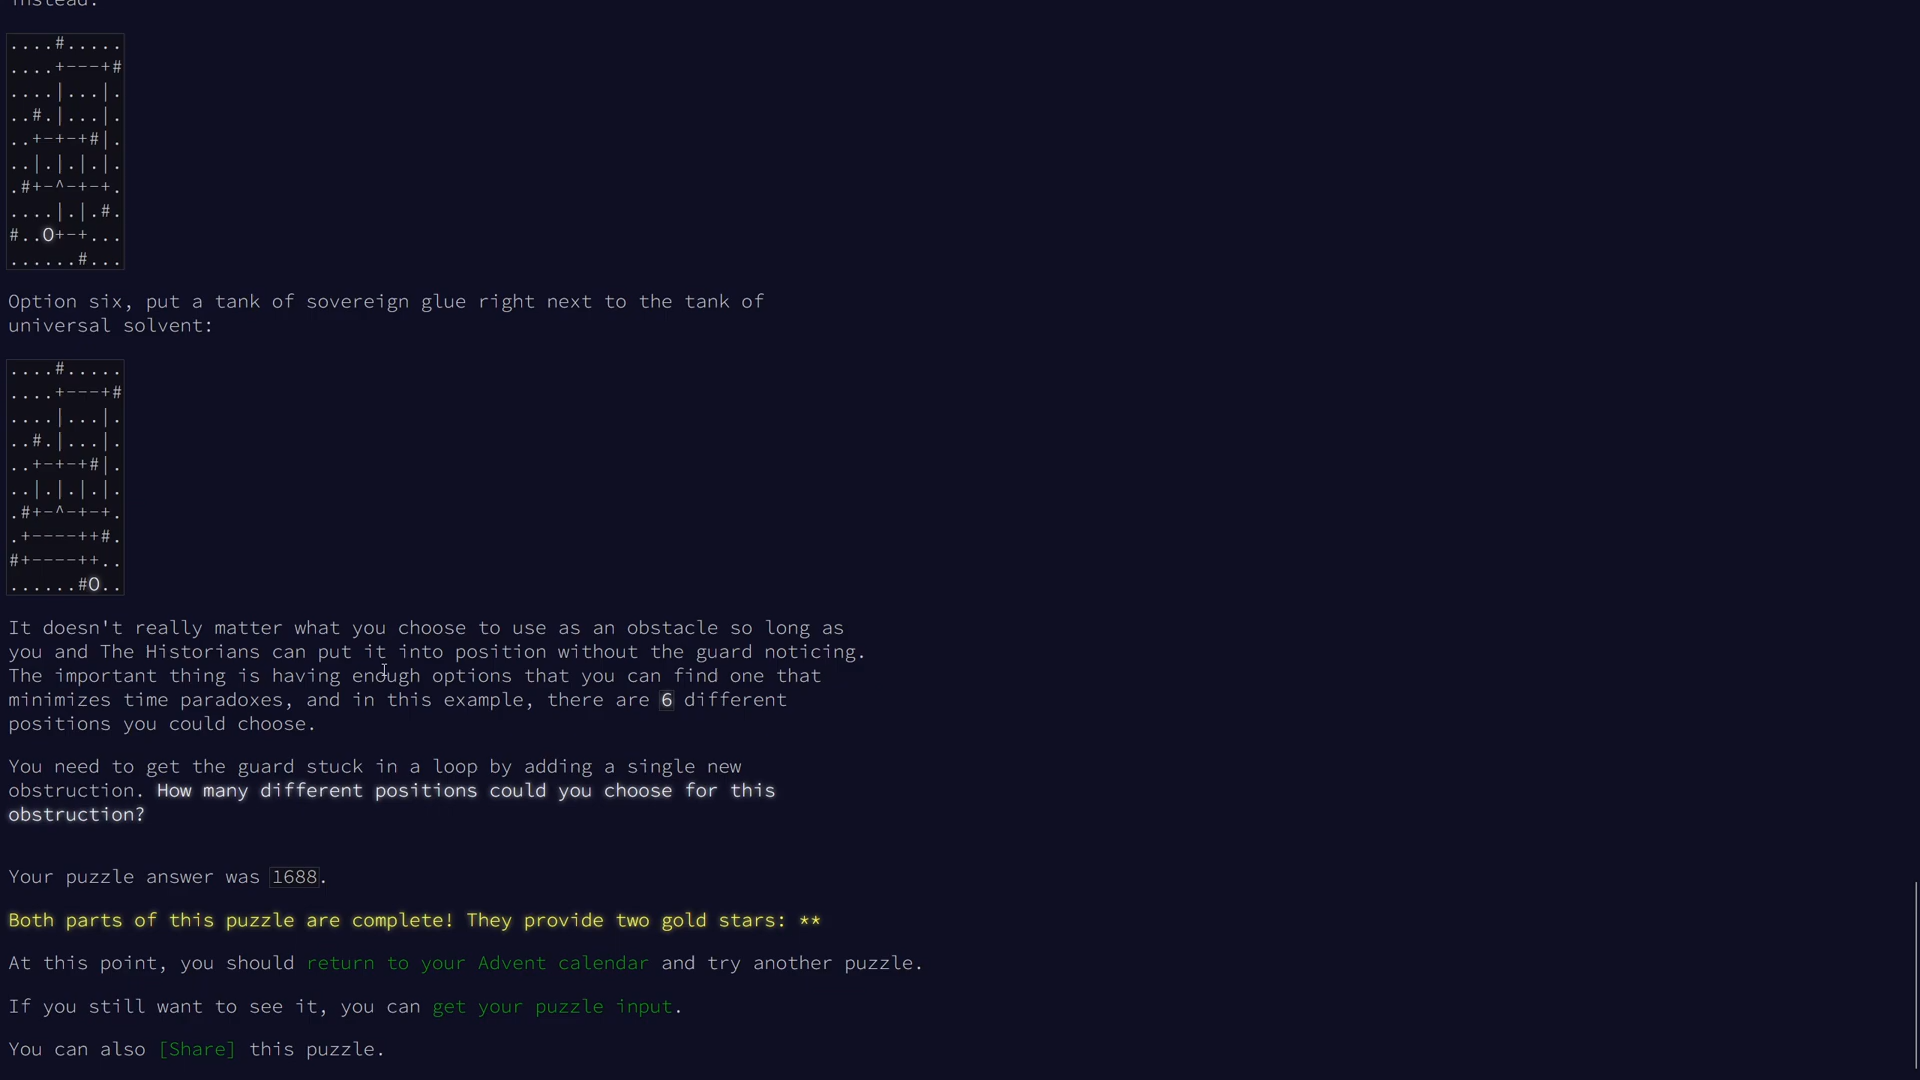 instead:
....#.....
....+---+#
....|...|.
..#.|...|.
..+-+-+#|.
..|.|.|.|.
.#+-^-+-+.
....|.|.#.
#..O+-+...
......#...
Option six, put a tank of sovereign glue right next to the tank of
universal solvent:
....#.....
....+---+#
....|...|.
..#.|...|.
..+-+-+#|.
..|.|.|.|.
.#+-^-+-+.
.+----++#.
#+----++..
......#O..
It doesn't really matter what you choose to use as an obstacle so long as
you and The Historians can put it into position without the guard noticing.
The important thing is having enough options that you can find one that
minimizes time paradoxes, and in this example, there are 6 different
positions you could choose.
You need to get the guard stuck in a loop by adding a single new
obstruction. How many different positions could you choose for this
obstruction?
Your puzzle answer was 1688.
Both parts of this puzzle are complete! They provide two gold stars: **
At this point, you should return to your Advent calendar and try another puzzle.
If you still want to see it, you can get your puzzle input.
You can also [Share] this puzzle.